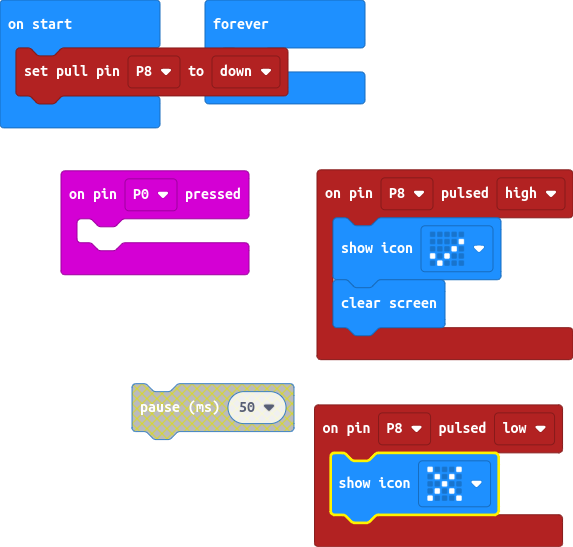 on start
forever
set pull pin P8 to down
on pin P0 pressed
on pin P8 pulsed high
show icon
clear screen
pause (ms) 50
on pin P8 pulsed low
show icon